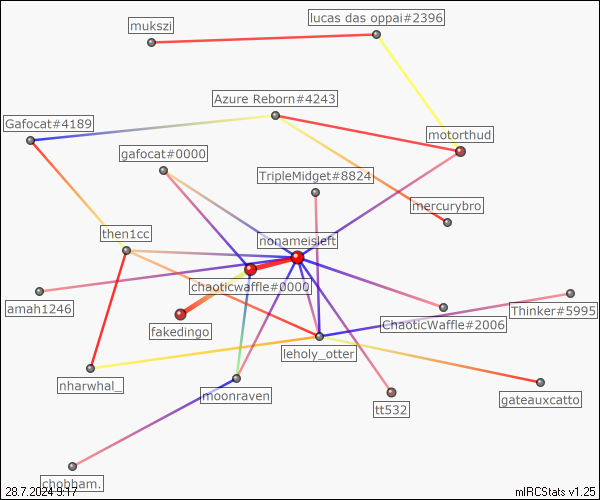 lucas das oppai#2396
mukszi
Azure Reborn#4243
Gafocat#4189
motorthud
gafocat#0000
TripleMidget#8824
mercurybro
then1cc
nonameisleft
chaoticwaffle#0000
amah1246
Thinker#5995
ChaoticWaffle#2006
fakedingo
leholy_otter
nharwhal_
moonraven
gateauxcatto
tt532
chobham.
28.7.2024 9:17
mIRCStats v1.25